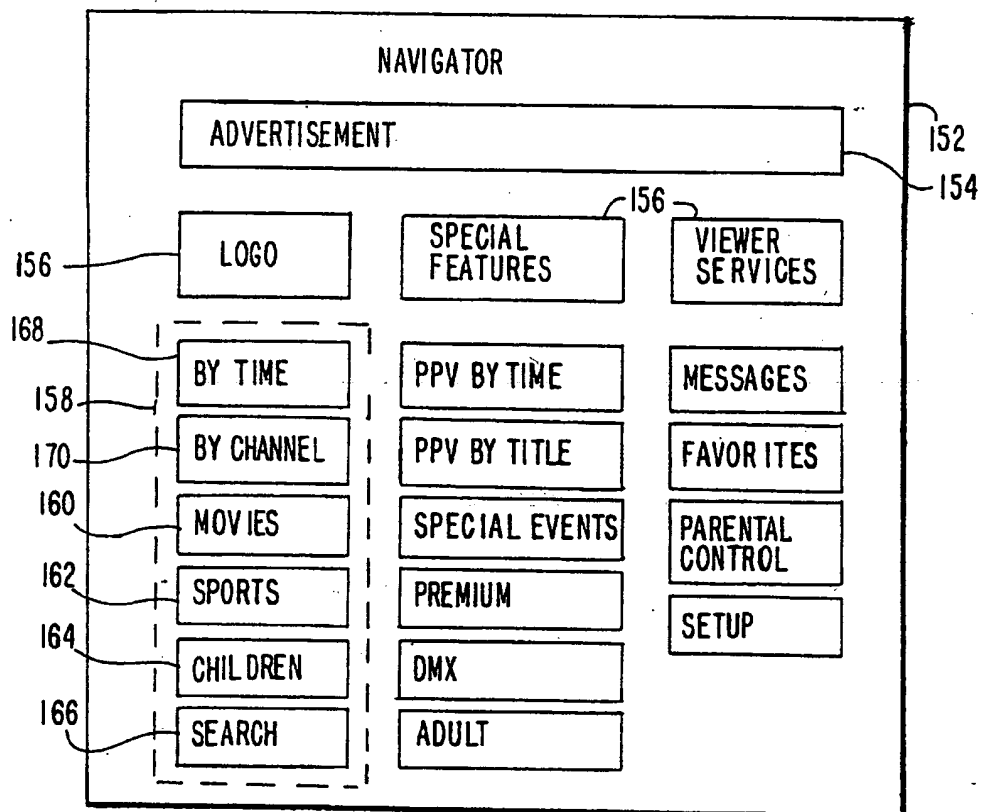 NAVIGATOR
ADVERTISEMENT
152
154
156
156
LOGO
SPECIAL
FEATURES
VIEWER
SERVICES
168
158
170
160
162
164
166
BY TIME
BY CHANNEL
MOVIES
SPORTS
CHILDREN
SEARCH
PPV BY TIME
PPV BY TITLE
SPECIAL EVENTS
PREMIUM
DMX
ADULT
MESSAGES
FAVORITES
PARENTAL
CONTROL
SETUP